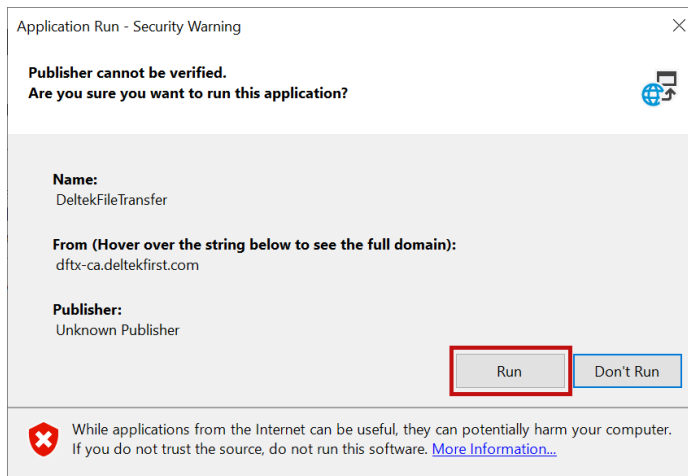 Application Run - Security Warning
Publisher cannot be verified.
Are you sure you want to run this application?
Name:
DeltekFileTransfer
From (Hover over the string below to see the full domain):
dftx-ca.deltekfirst.com
Publisher:
Unknown Publisher
Run Don't Run
While applications from the Internet can be useful, they can potentially harm your computer.
If you do not trust the source, do not run this software. More Information...